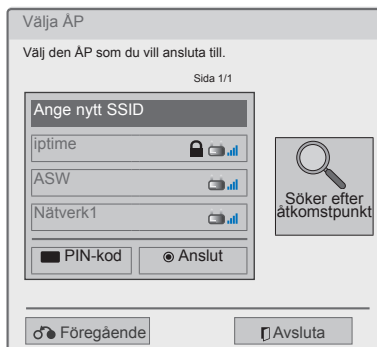 Välja ÅP
Välj den ÅP som du vill ansluta till.
Sida 1/1
Ange nytt SSID
iptime
ASW
Nätverk1
PIN-kod
Anslut
Söker efter
åtkomstpunkt
Föregående
Avsluta